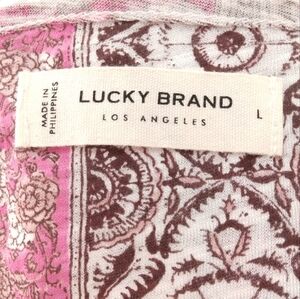 MADE IN
PHILIPPINES
LUCKY BRAND
LOS ANGELES
L